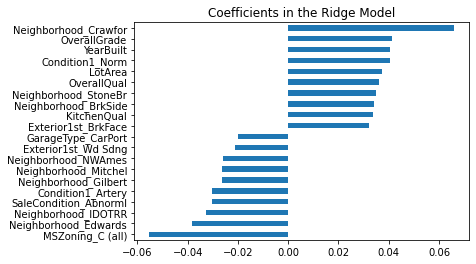 Coefficients in the Ridge Model
Neighborhood_Crawfor
OverallGrade
YearBuilt
Condition1_Norm
LotArea
OverallQual
Neighborhood_StoneBr
Neighborhood_BrkSide
KitchenQual
Exterior1st_BrkFace
GarageType_CarPort
Exterior1st_Wd Sdng
Neighborhood_NWAmes
Neighborhood_Mitchel
Neighborhood_Gilbert
Condition1_Artery
SaleCondition_Abnorml
Neighborhood_IDOTRR
Neighborhood_Edwards
MSZoning_C (all)
−0.06 −0.04 −0.02 0.00 0.02 0.04 0.06